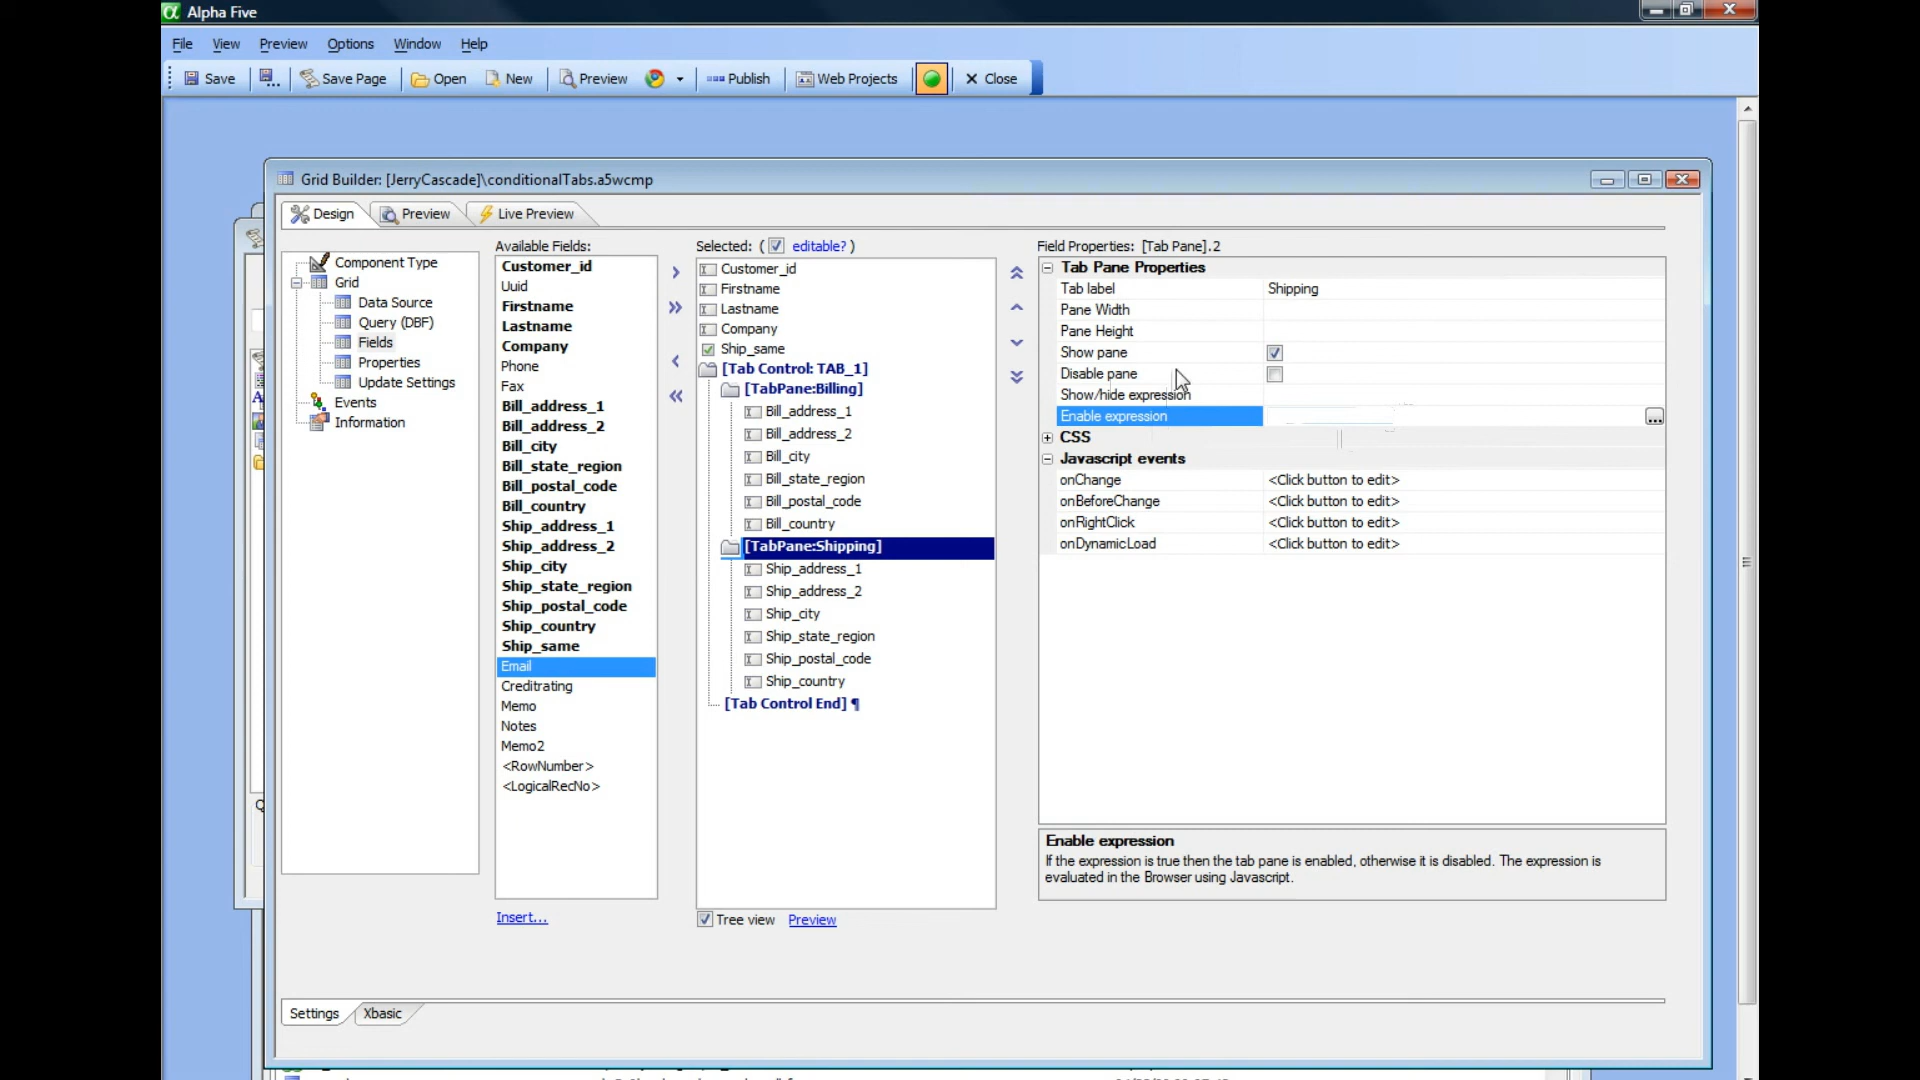 Alpha Five
File View Preview Options Window Help
Save Save Page Open New Preview Publish Web Projects Close
Grid Builder: [JerryCascade]\conditionalTabs.a5wcmp
Design Preview Live Preview
Component Type
Grid
Data Source
Query (DBF)
Fields
Properties
Update Settings
Events
Information
Available Fields:
Customer_id
Uuid
Firstname
Lastname
Company
Phone
Fax
Bill_address_1
Bill_address_2
Bill_city
Bill_state_region
Bill_postal_code
Bill_country
Ship_address_1
Ship_address_2
Ship_city
Ship_state_region
Ship_postal_code
Ship_country
Ship_same
Email
Creditrating
Memo
Notes
Memo2
<RowNumber>
<LogicalRecNo>
Insert...
Selected: ( editable? )
Customer_id
Firstname
Lastname
Company
Ship_same
[Tab Control: TAB_1]
[TabPane:Billing]
Bill_address_1
Bill_address_2
Bill_city
Bill_state_region
Bill_postal_code
Bill_country
[TabPane:Shipping]
Ship_address_1
Ship_address_2
Ship_city
Ship_state_region
Ship_postal_code
Ship_country
[Tab Control End] ¶
Tree view Preview
Field Properties: [Tab Pane].2
Tab Pane Properties
Tab label Shipping
Pane Width
Pane Height
Show pane
Disable pane
Show/hide expression
Enable expression ...
CSS
Javascript events
onChange <Click button to edit>
onBeforeChange <Click button to edit>
onRightClick <Click button to edit>
onDynamicLoad <Click button to edit>
Enable expression
If the expression is true then the tab pane is enabled, otherwise it is disabled. The expression is
evaluated in the Browser using Javascript.
Settings Xbasic